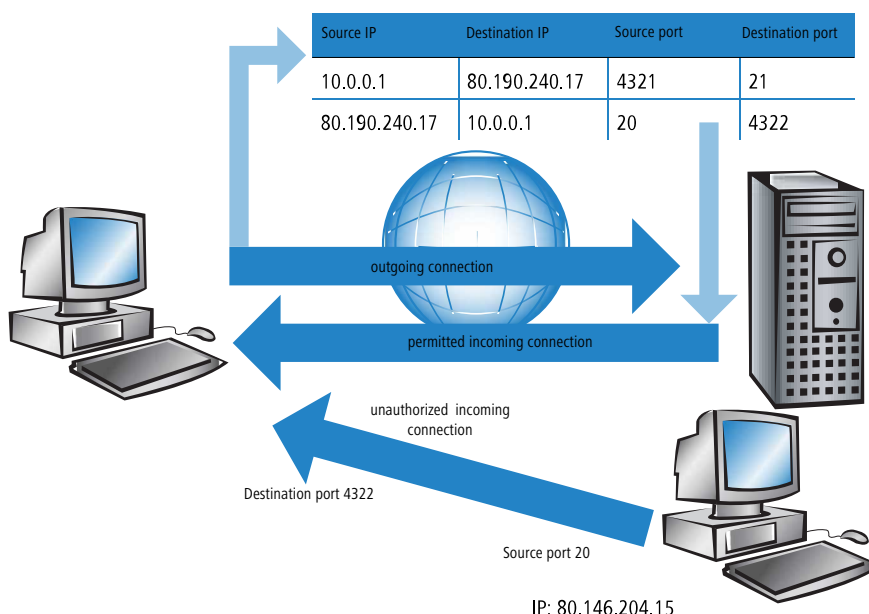 Source IP Destination IP Source port Destination port
10.0.0.1 80.190.240.17 4321 21
80.190.240.17 10.0.0.1 20 4322
outgoing connection
permitted incoming connection
unauthorized incoming
connection
Destination port 4322
Source port 20
IP: 80.146.204.15